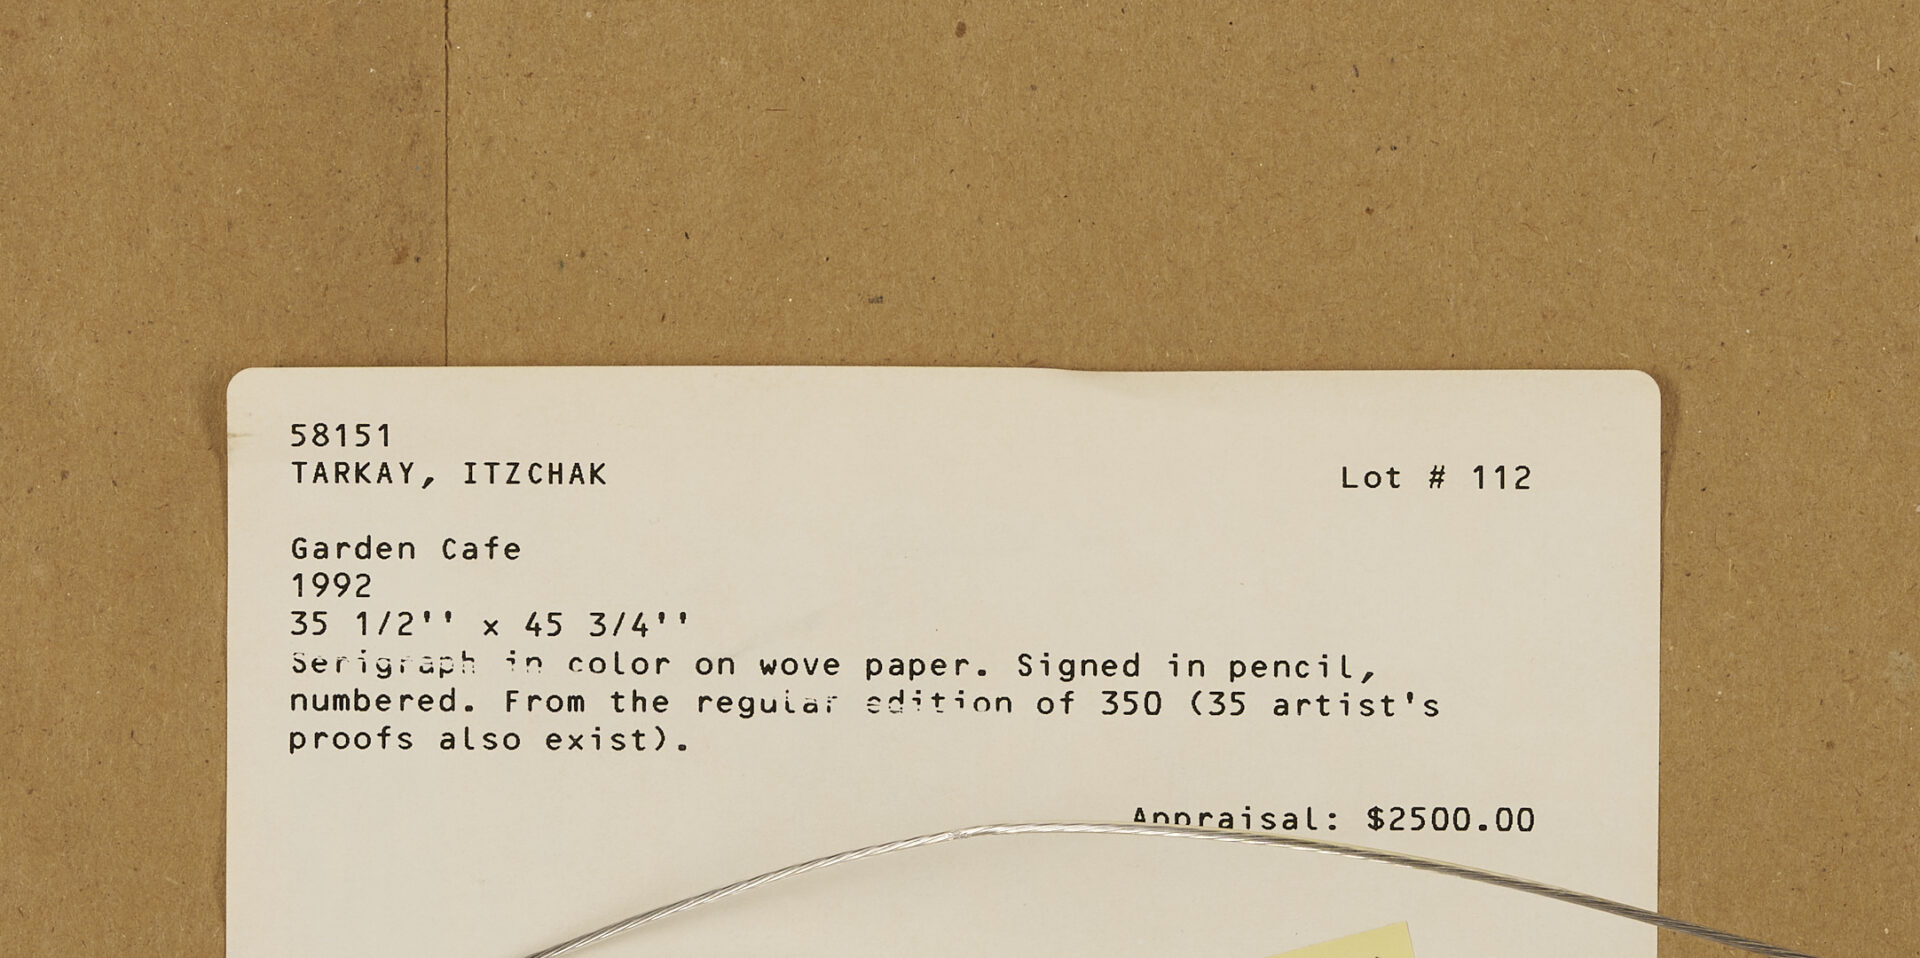 58151
TARKAY, ITZCHAK
Lot # 112
Garden Cafe
1992
35 1/2'' x 45 3/4''
Serigraph in color on wove paper. Signed in pencil,
numbered. From the regular edition of 350 (35 artist's
proofs also exist).
Appraisal: $2500.00